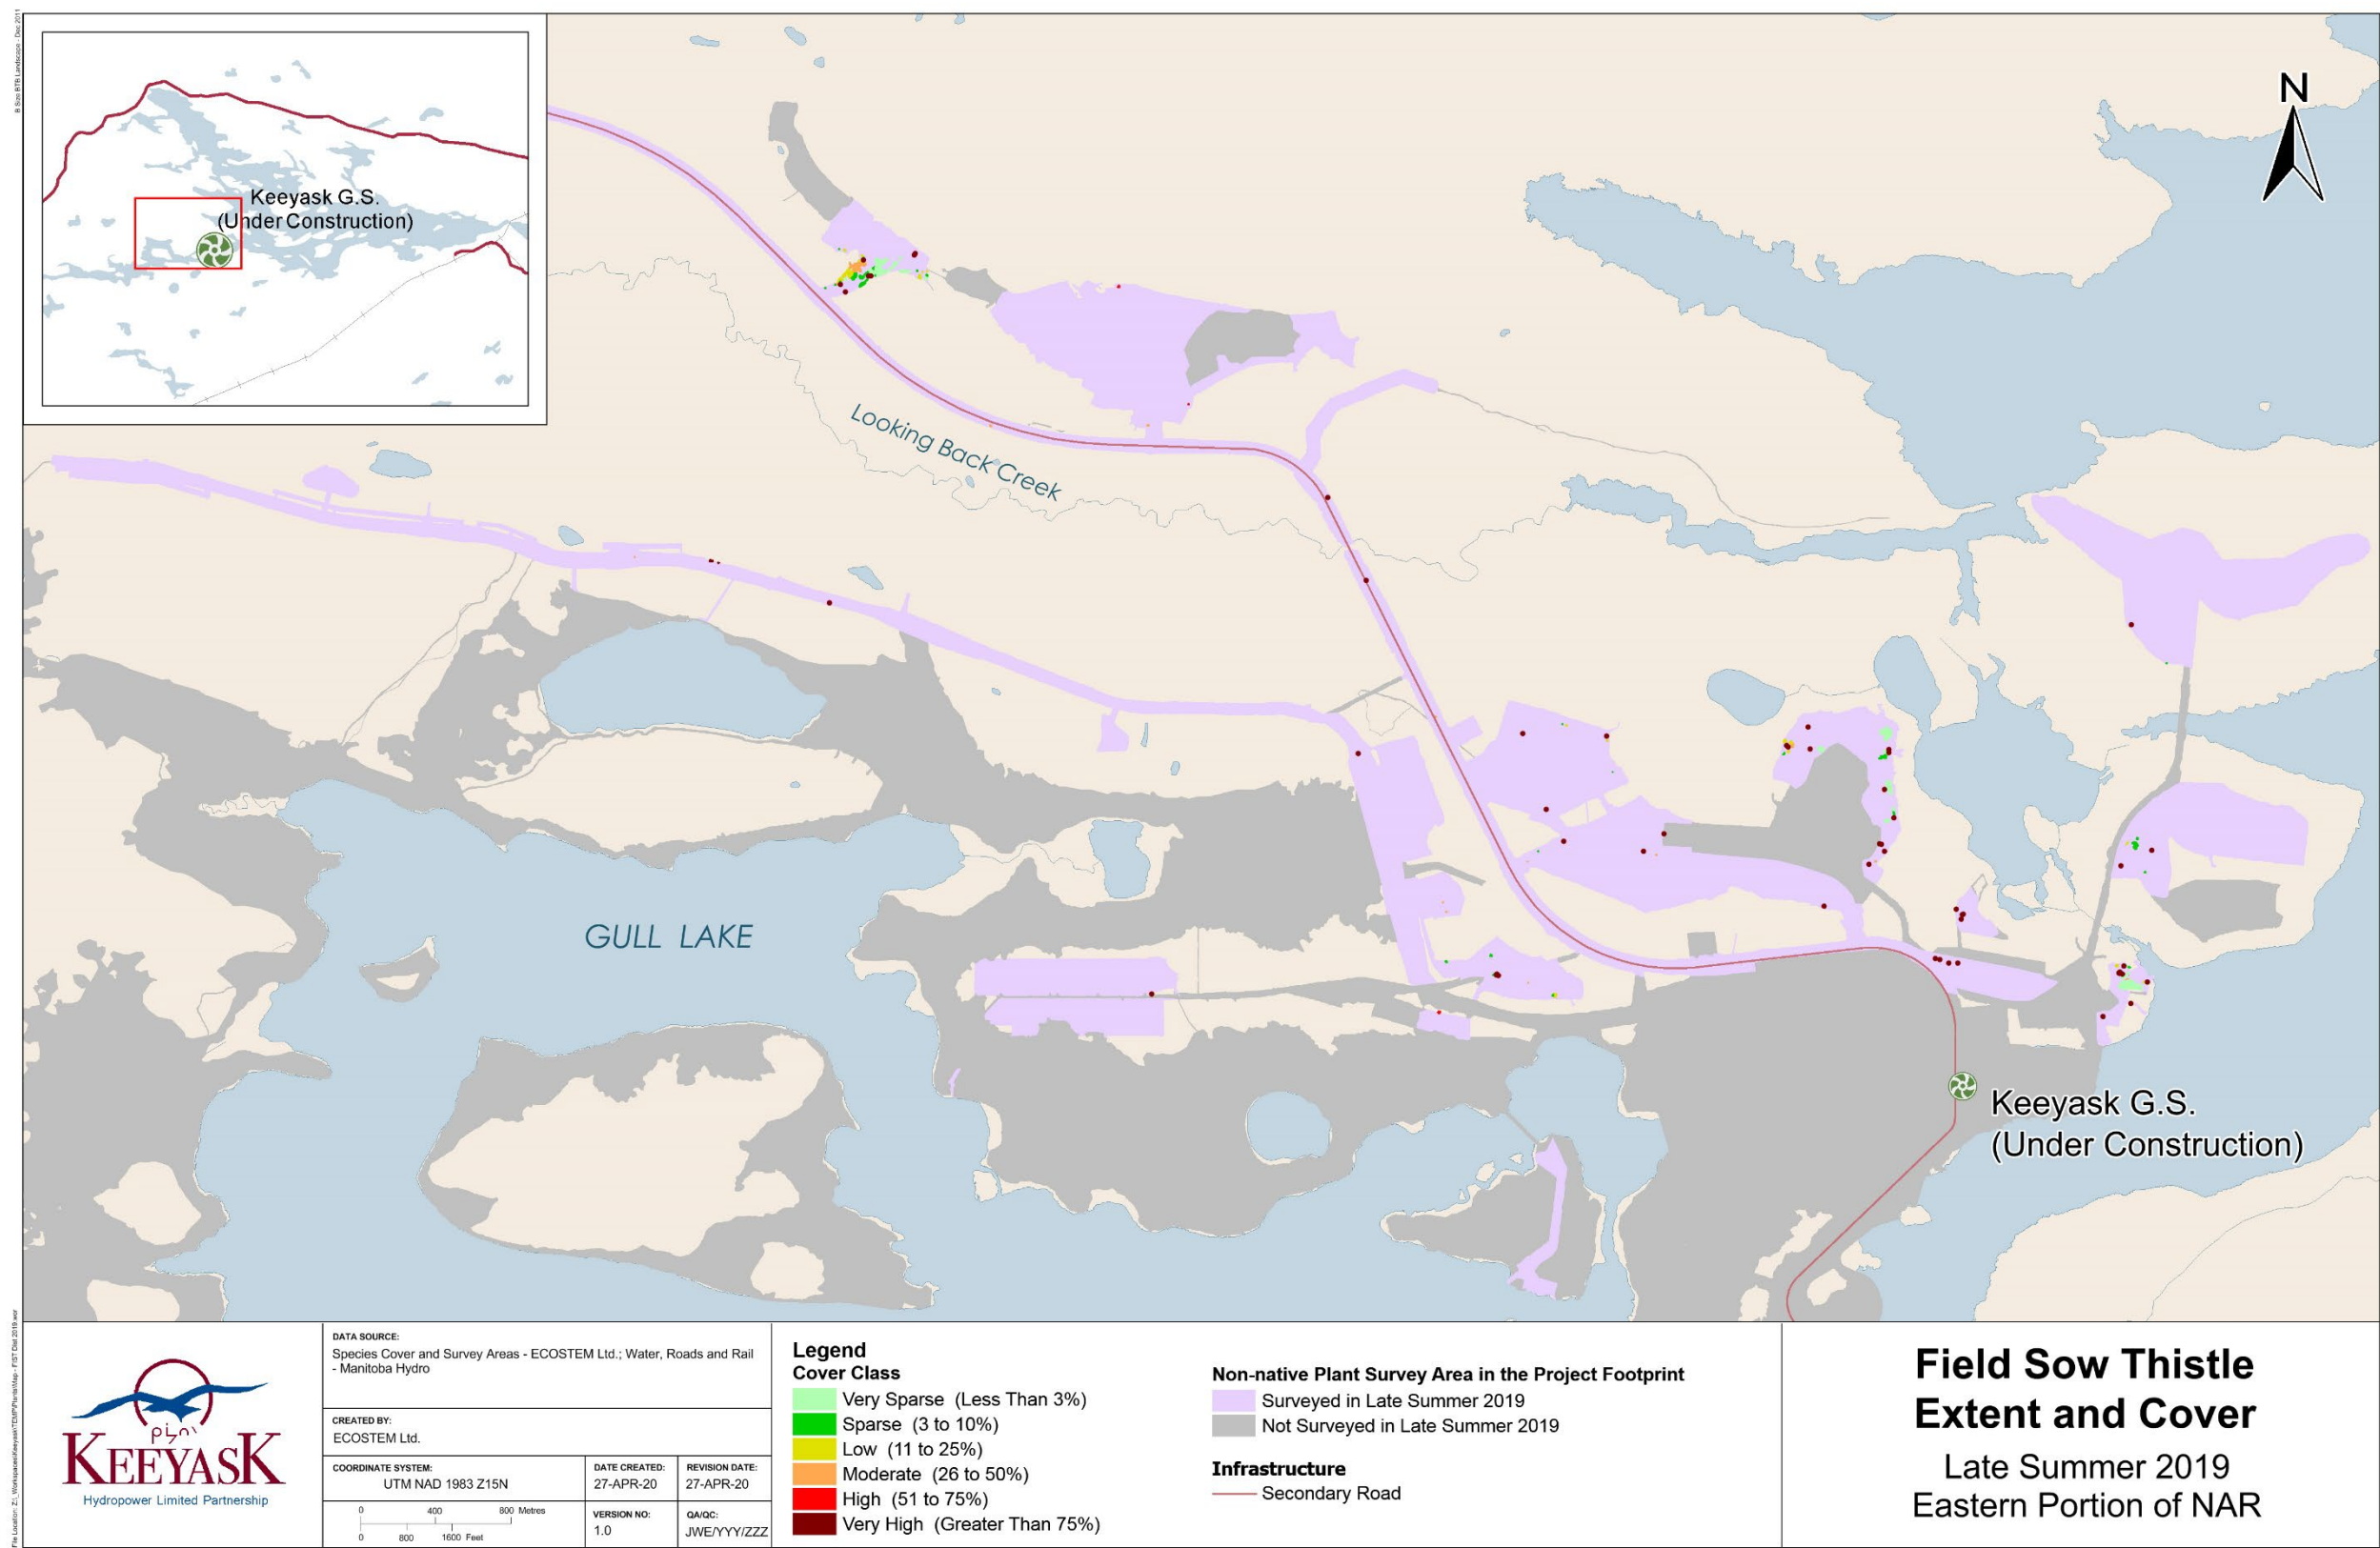 B Size BTB Landscape - Dec 2011
Keeyask G.S.
(Under Construction)
N
Looking Back Creek
GULL LAKE
Keeyask G.S.
(Under Construction)
ᑭᔭᐢᐠ
KEEYASK
Hydropower Limited Partnership
DATA SOURCE:
Species Cover and Survey Areas - ECOSTEM Ltd.; Water, Roads and Rail
- Manitoba Hydro
CREATED BY:
ECOSTEM Ltd.
COORDINATE SYSTEM:
UTM NAD 1983 Z15N
DATE CREATED:
27-APR-20
REVISION DATE:
27-APR-20
0 400 800 Metres
0 800 1600 Feet
VERSION NO:
1.0
QA/QC:
JWE/YYY/ZZZ
Legend
Cover Class
Very Sparse (Less Than 3%)
Sparse (3 to 10%)
Low (11 to 25%)
Moderate (26 to 50%)
High (51 to 75%)
Very High (Greater Than 75%)
Non-native Plant Survey Area in the Project Footprint
Surveyed in Late Summer 2019
Not Surveyed in Late Summer 2019
Infrastructure
Secondary Road
Field Sow Thistle
Extent and Cover
Late Summer 2019
Eastern Portion of NAR